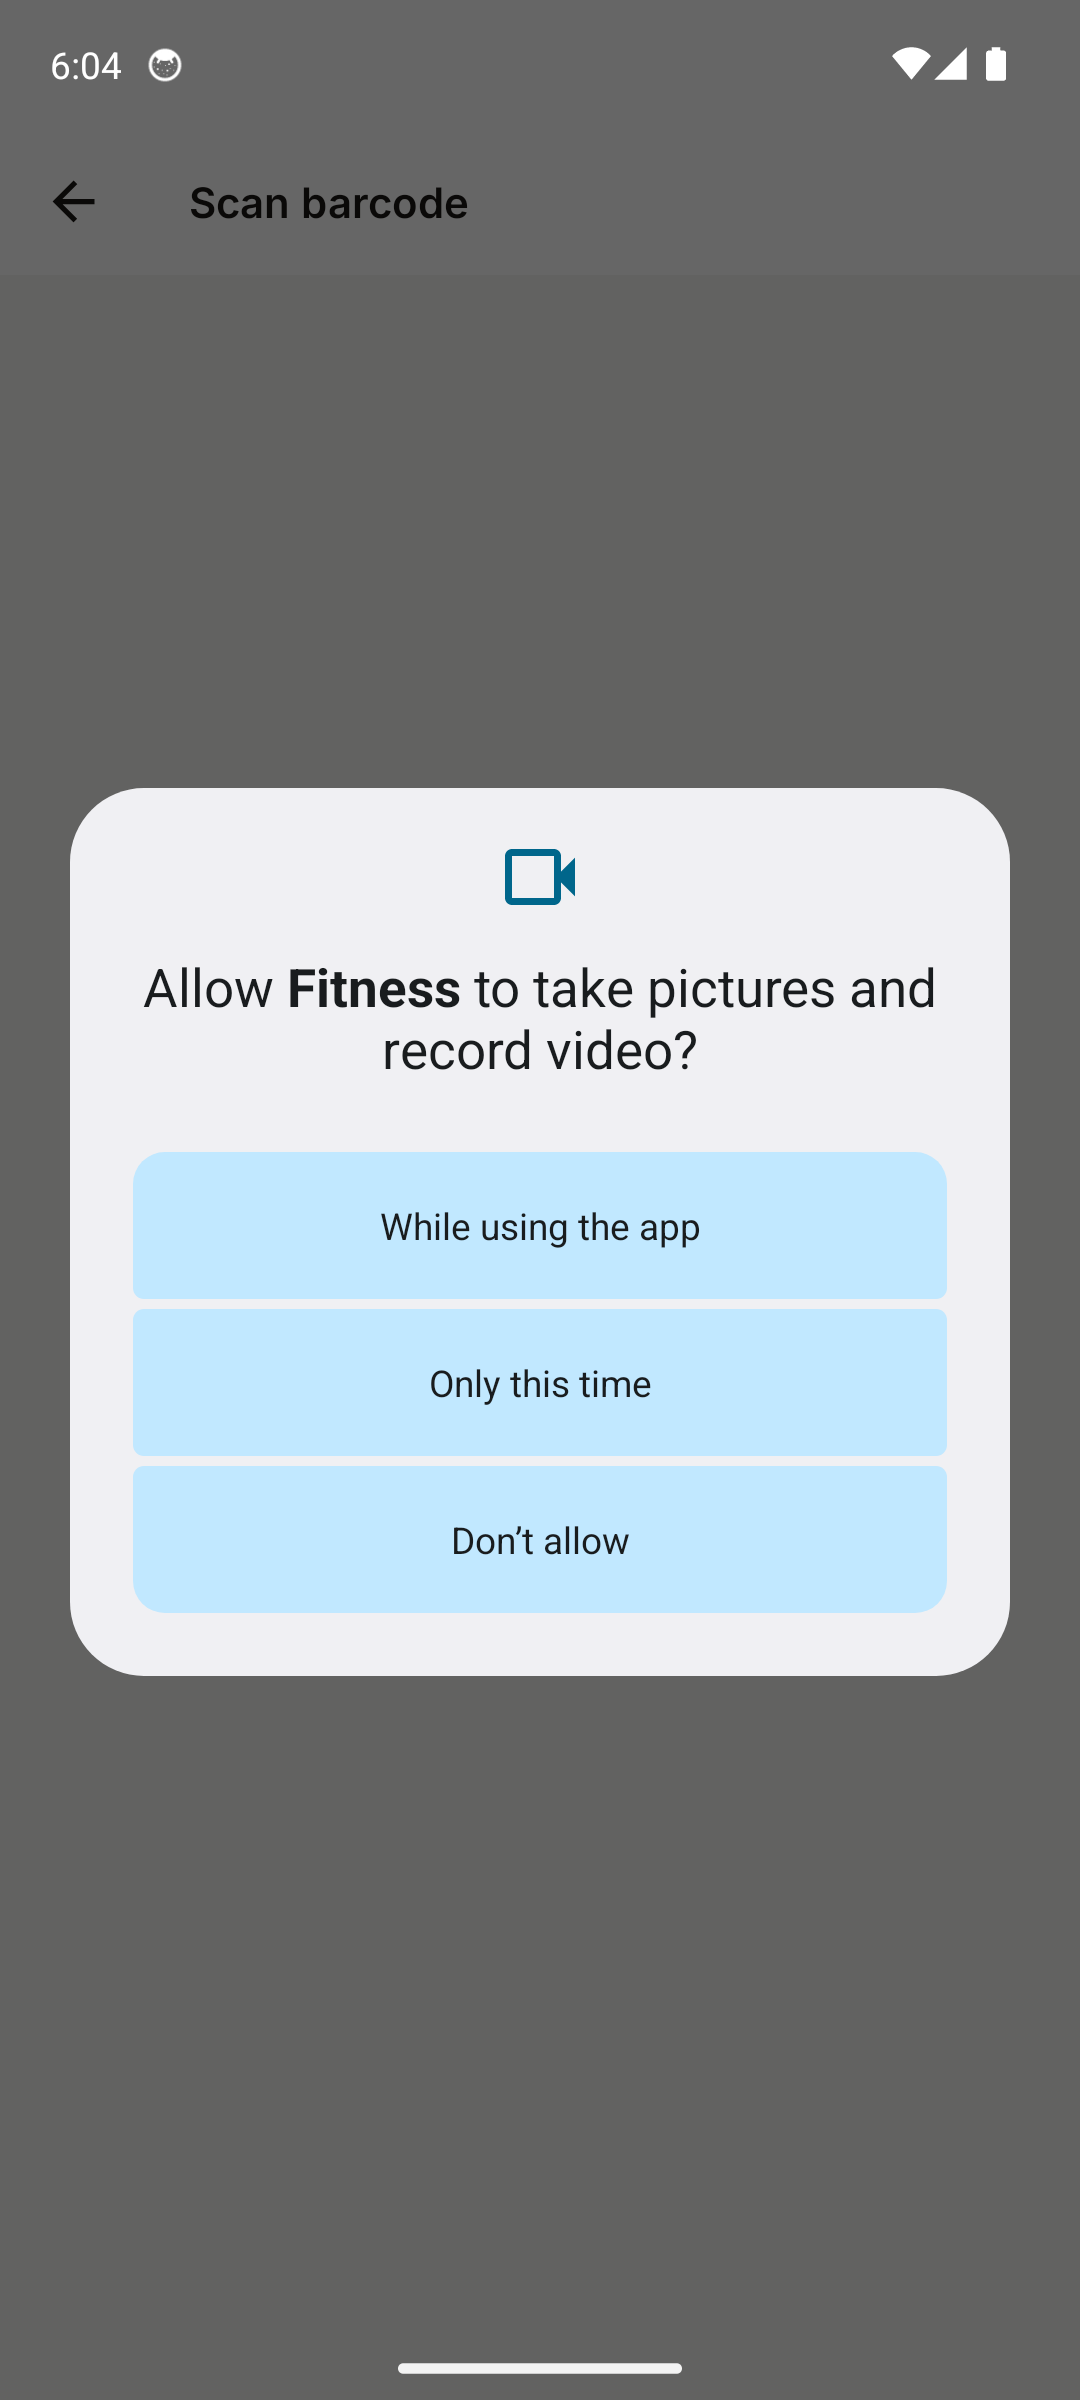 6:04
Scan barcode
Allow Fitness to take pictures and
record video?
While using the app
Only this time
Don’t allow